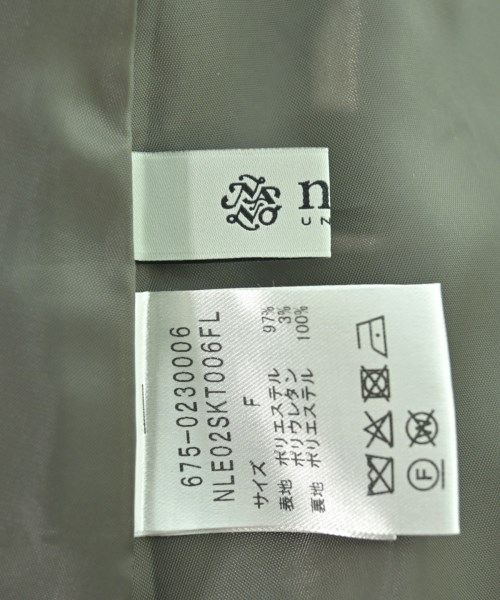 675-0230006
NLE02SKT006FL
サイズ F
表地 ポリエステル 97%
ポリウレタン 3%
裏地 ポリエステル 100%
F